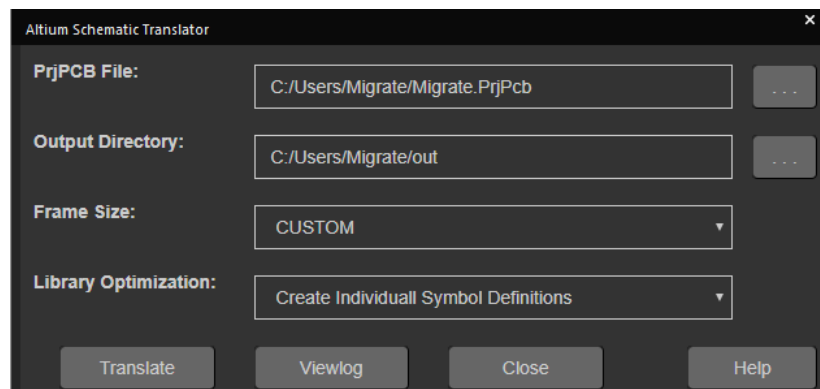 Altium Schematic Translator ×
PrjPCB File: C:/Users/Migrate/Migrate.PrjPcb ...
Output Directory: C:/Users/Migrate/out ...
Frame Size: CUSTOM
Library Optimization: Create Individuall Symbol Definitions
Translate Viewlog Close Help